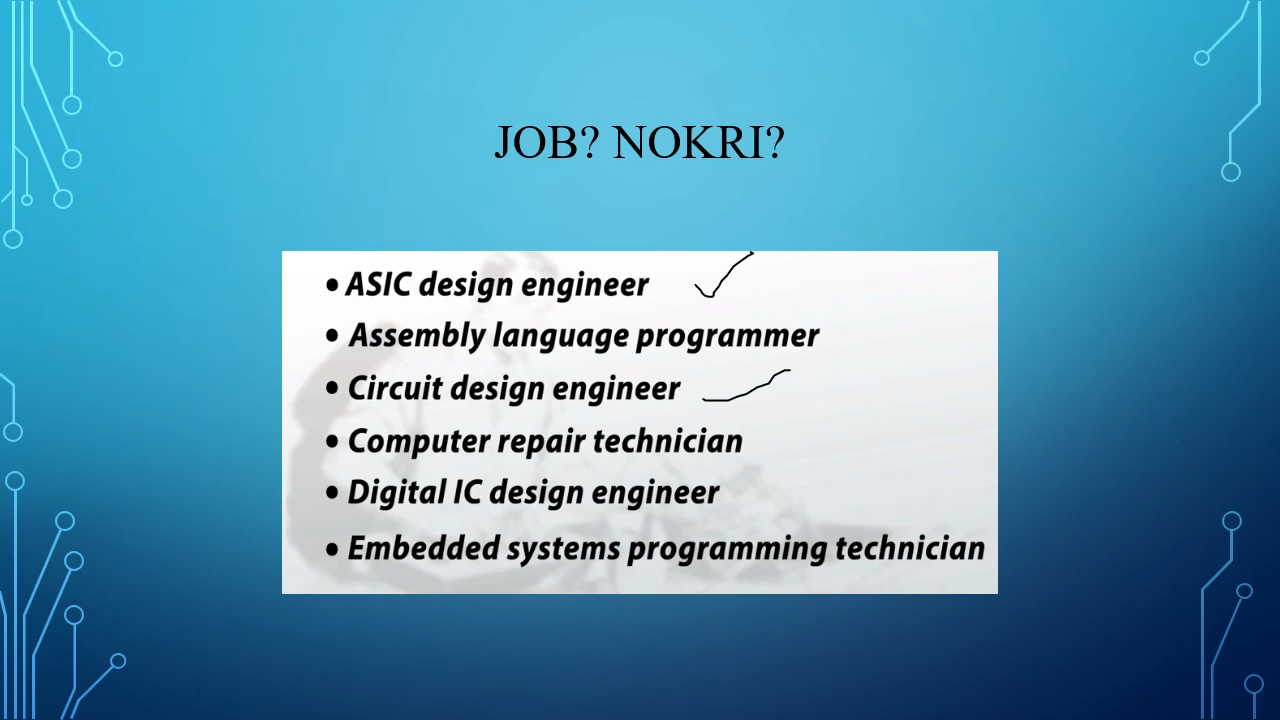 JOB? NOKRI?
• ASIC design engineer
• Assembly language programmer
• Circuit design engineer
• Computer repair technician
• Digital IC design engineer
• Embedded systems programming technician